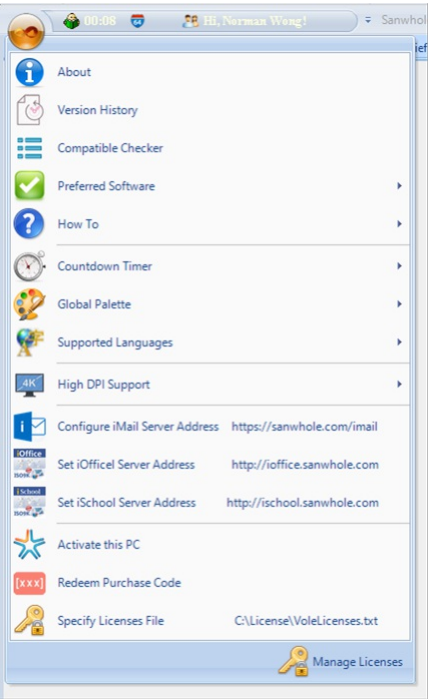 00:08
64
Hi, Norman Wong!
Sanwhol
ief
About
Version History
Compatible Checker
Preferred Software
How To
Countdown Timer
Global Palette
Supported Languages
4K
High DPI Support
Configure iMail Server Address https://sanwhole.com/imail
iOffice
Set iOfficel Server Address http://ioffice.sanwhole.com
iSchool
Set iSchool Server Address http://ischool.sanwhole.com
Activate this PC
[xxx]
Redeem Purchase Code
Specify Licenses File C:\License\VoleLicenses.txt
Manage Licenses